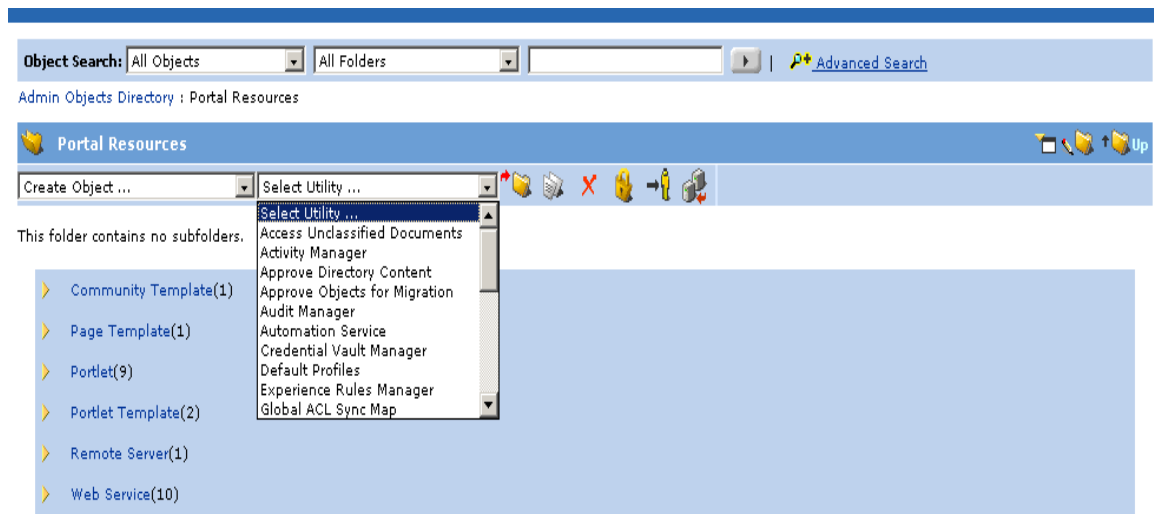 Object Search: All Objects All Folders | Advanced Search
Admin Objects Directory : Portal Resources
Portal Resources Up
Create Object ... Select Utility ...
Select Utility ...
Access Unclassified Documents
This folder contains no subfolders.
Activity Manager
Approve Directory Content
Approve Objects for Migration
Audit Manager
Automation Service
Credential Vault Manager
Default Profiles
Experience Rules Manager
Global ACL Sync Map
Community Template(1)
Page Template(1)
Portlet(9)
Portlet Template(2)
Remote Server(1)
Web Service(10)